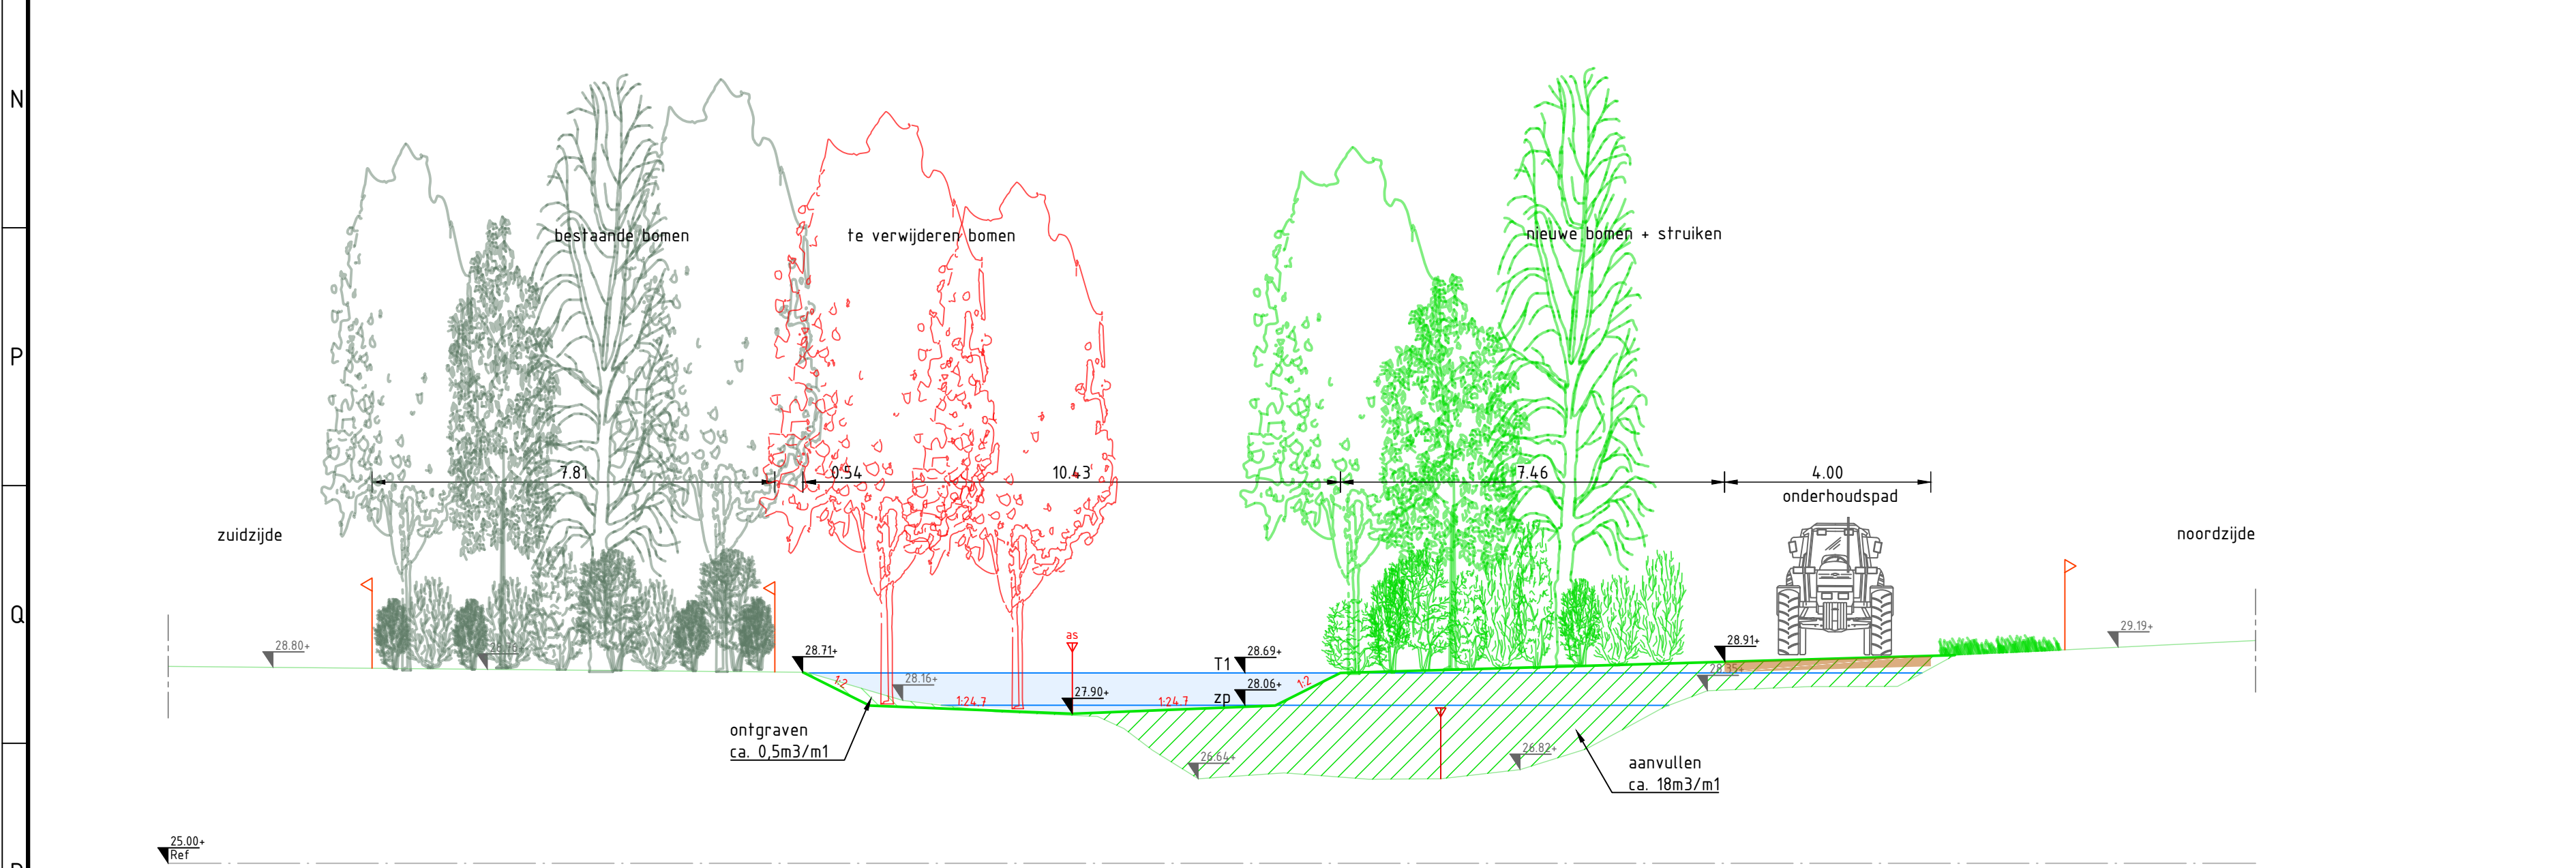 N
P
Q
bestaande bomen
te verwijderen bomen
nieuwe bomen + struiken
7.81
0.54
10.43
7.46
4.00
onderhoudspad
zuidzijde
noordzijde
28.80+
28.71+
as
T1
28.69+
28.91+
29.19+
1:2
28.16+
1:24.7
27.90+
1:24.7
zp
28.06+
1:2
ontgraven
ca. 0,5m3/m1
26.64+
26.82+
aanvullen
ca. 18m3/m1
25.00+
Ref